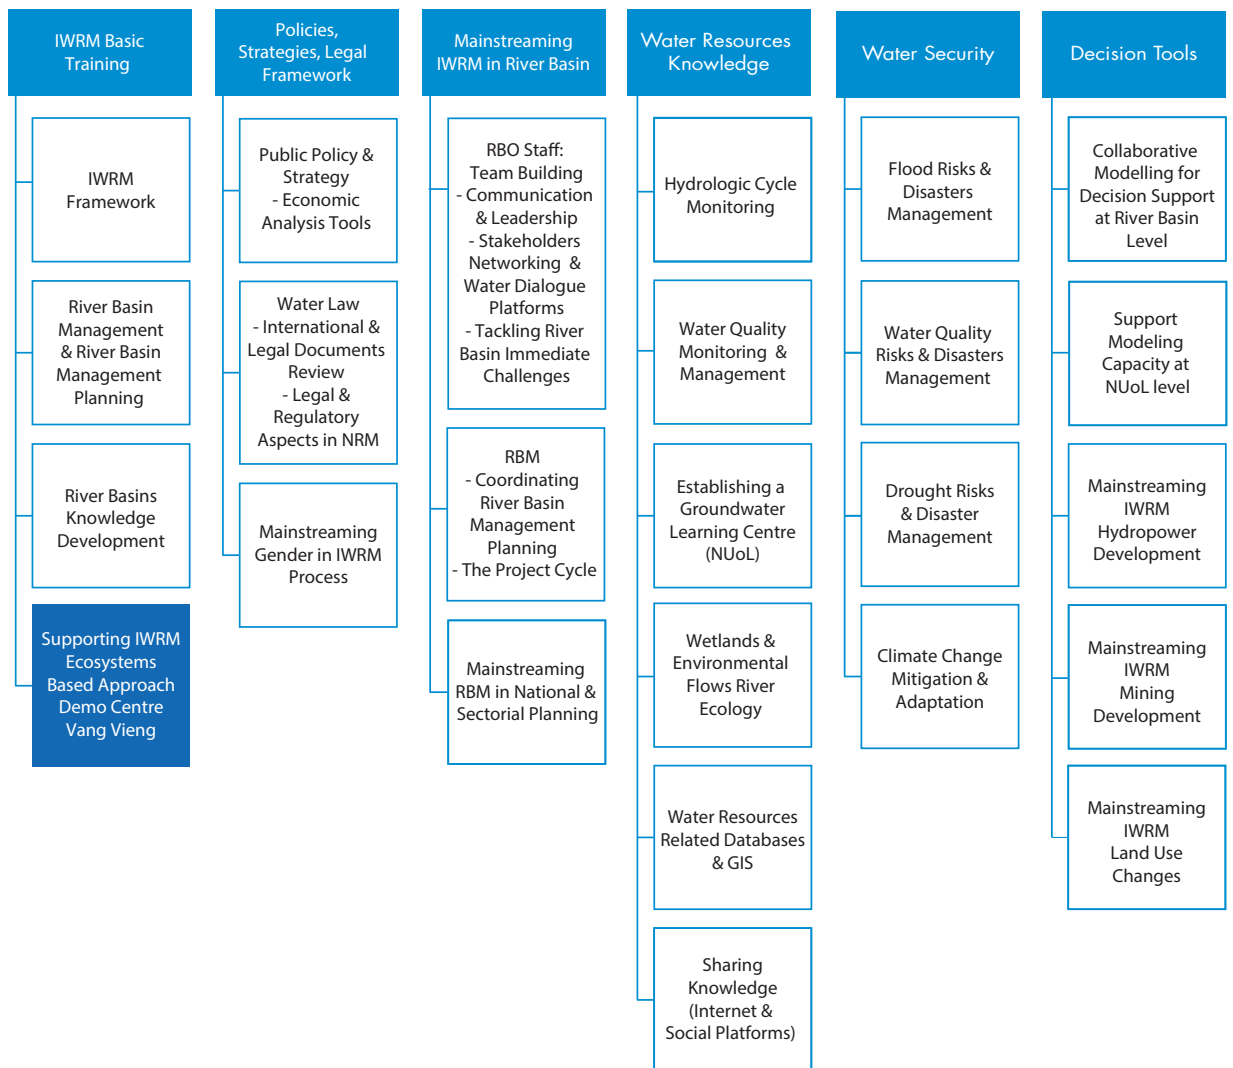 IWRM Basic
Training
IWRM
Framework
River Basin
Management
& River Basin
Management
Planning
River Basins
Knowledge
Development
Supporting IWRM
Ecosystems
Based Approach
Demo Centre
Vang Vieng
Policies,
Strategies, Legal
Framework
Public Policy &
Strategy
- Economic
Analysis Tools
Water Law
- International &
Legal Documents
Review
- Legal &
Regulatory
Aspects in NRM
Mainstreaming
Gender in IWRM
Process
Mainstreaming
IWRM in River Basin
RBO Staff:
Team Building
- Communication
& Leadership
- Stakeholders
Networking &
Water Dialogue
Platforms
- Tackling River
Basin Immediate
Challenges
RBM
- Coordinating
River Basin
Management
Planning
- The Project Cycle
Mainstreaming
RBM in National &
Sectorial Planning
Water Resources
Knowledge
Hydrologic Cycle
Monitoring
Water Quality
Monitoring &
Management
Establishing a
Groundwater
Learning Centre
(NUoL)
Wetlands &
Environmental
Flows River
Ecology
Water Resources
Related Databases
& GIS
Sharing
Knowledge
(Internet &
Social Platforms)
Water Security
Flood Risks &
Disasters
Management
Water Quality
Risks & Disasters
Management
Drought Risks
& Disaster
Management
Climate Change
Mitigation &
Adaptation
Decision Tools
Collaborative
Modelling for
Decision Support
at River Basin
Level
Support
Modeling
Capacity at
NUoL level
Mainstreaming
IWRM
Hydropower
Development
Mainstreaming
IWRM
Mining
Development
Mainstreaming
IWRM
Land Use
Changes